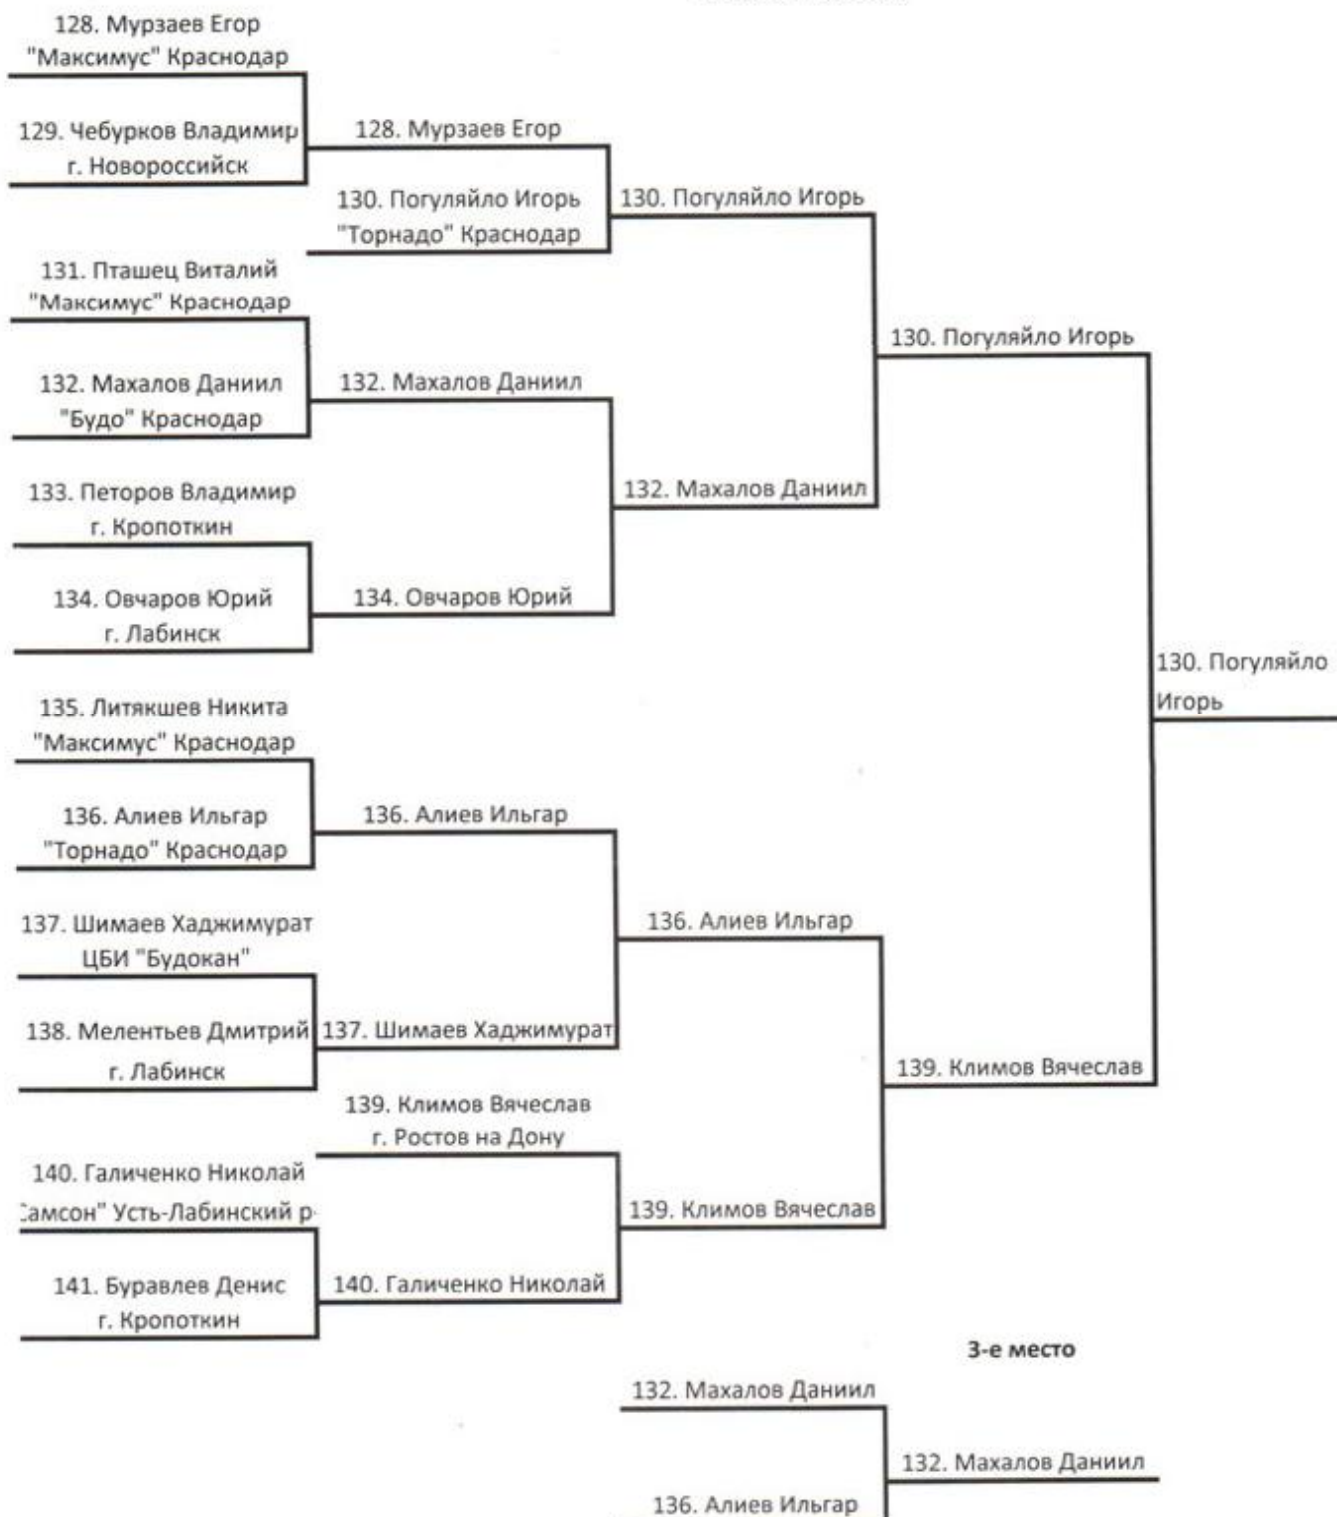 128. Мурзаев Егор
"Максимус" Краснодар
129. Чебурков Владимир
г. Новороссийск
128. Мурзаев Егор
130. Погуляйло Игорь
"Торнадо" Краснодар
130. Погуляйло Игорь
131. Пташец Виталий
"Максимус" Краснодар
132. Махалов Даниил
"Будо" Краснодар
132. Махалов Даниил
130. Погуляйло Игорь
133. Петоров Владимир
г. Кропоткин
132. Махалов Даниил
134. Овчаров Юрий
г. Лабинск
134. Овчаров Юрий
130. Погуляйло
Игорь
135. Литякшев Никита
"Максимус" Краснодар
136. Алиев Ильгар
"Торнадо" Краснодар
136. Алиев Ильгар
137. Шимаев Хаджимурат
ЦБИ "Будокан"
136. Алиев Ильгар
138. Мелентьев Дмитрий
г. Лабинск
137. Шимаев Хаджимурат
139. Климов Вячеслав
139. Климов Вячеслав
г. Ростов на Дону
140. Галиченко Николай
Самсон" Усть-Лабинский р-
139. Климов Вячеслав
141. Буравлев Денис
г. Кропоткин
140. Галиченко Николай
3-е место
132. Махалов Даниил
132. Махалов Даниил
136. Алиев Ильгар